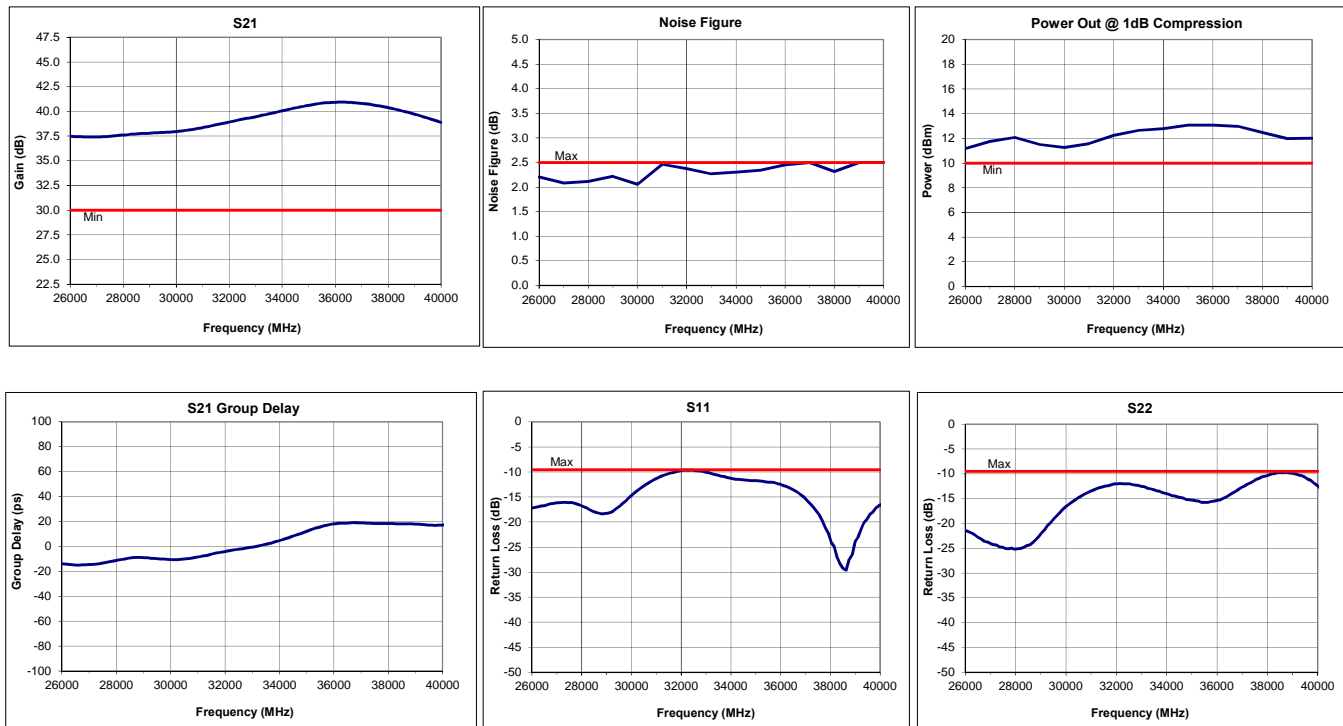 S21
47.5
45.0
42.5
40.0
37.5
35.0
32.5
30.0
27.5
25.0
22.5
Gain (dB)
Min
26000 28000 30000 32000 34000 36000 38000 40000
Frequency (MHz)
Noise Figure
5.0
4.5
4.0
3.5
3.0
2.5
2.0
1.5
1.0
0.5
0.0
Noise Figure (dB)
Max
26000 28000 30000 32000 34000 36000 38000 40000
Frequency (MHz)
Power Out @ 1dB Compression
20
18
16
14
12
10
8
6
4
2
0
Power (dBm)
Min
26000 28000 30000 32000 34000 36000 38000 40000
Frequency (MHz)
S21 Group Delay
100
80
60
40
20
0
-20
-40
-60
-80
-100
Group Delay (ps)
26000 28000 30000 32000 34000 36000 38000 40000
Frequency (MHz)
S11
0
-5
-10
-15
-20
-25
-30
-35
-40
-45
-50
Return Loss (dB)
Max
26000 28000 30000 32000 34000 36000 38000 40000
Frequency (MHz)
S22
0
-5
-10
-15
-20
-25
-30
-35
-40
-45
-50
Return Loss (dB)
Max
26000 28000 30000 32000 34000 36000 38000 40000
Frequency (MHz)